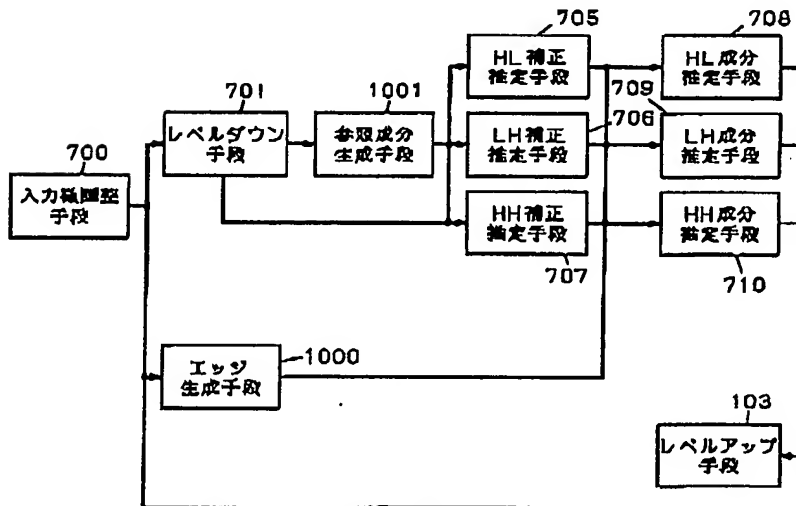 705
708
HL補正
推定手段
HL成分
推定手段
701
1001
709
レベルダウン
手段
参照成分
生成手段
LH補正
推定手段
706
LH成分
推定手段
700
入力微調整
手段
HH補正
推定手段
HH成分
推定手段
707
710
エッジ
生成手段
1000
103
レベルアップ
手段